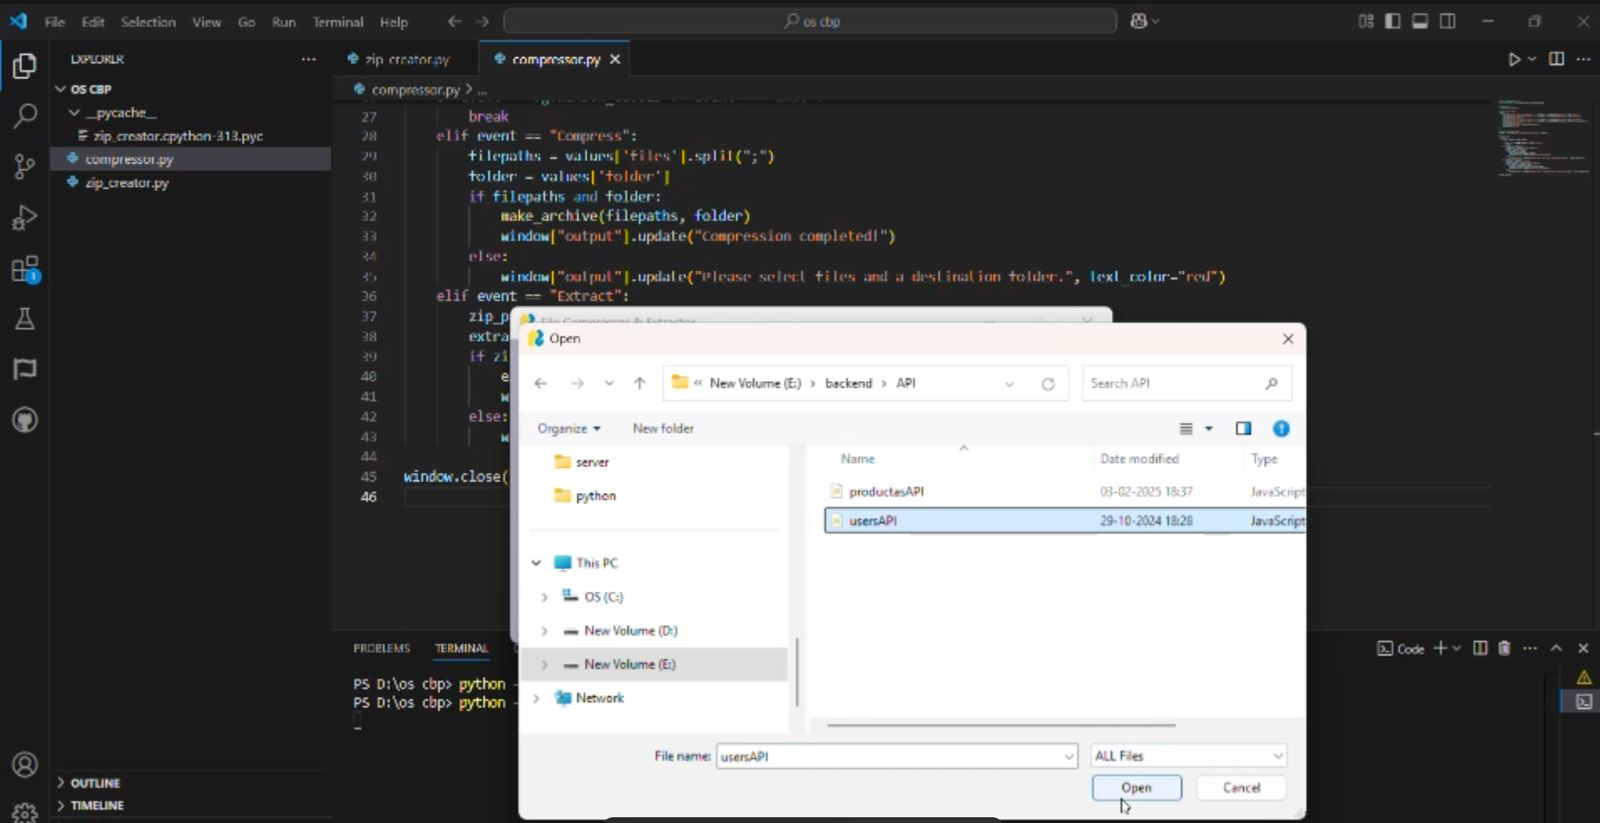 File Edit Selection View Go Run Terminal Help
os cbp
EXPLORER
OS CBP
__pycache__
zip_creator.cpython-313.pyc
compressor.py
zip_creator.py
OUTLINE
TIMELINE
zip_creator.py
compressor.py
compressor.py > ...
27 break
28 elif event == "Compress":
29 filepaths = values['files'].split(";")
30 folder = values['folder']
31 if filepaths and folder:
32 make_archive(filepaths, folder)
33 window["output"].update("Compression completed!")
34 else:
35 window["output"].update("Please select files and a destination folder.", text_color="red")
36 elif event == "Extract":
37 zip_p
38 extra
39 if zi
40 e
41 w
42 else:
43 w
44
45 window.close(
46
File Compressor & Extractor
Open
« New Volume (E:) > backend > API
Search API
Organize
New folder
server
python
This PC
OS (C:)
New Volume (D:)
New Volume (E:)
Network
Name Date modified Type
productasAPI 03-02-2025 18:37 JavaScript
usersAPI 29-10-2024 18:28 JavaScript
File name: usersAPI
ALL Files
Open
Cancel
PROBLEMS TERMINAL
Code
PS D:\os cbp> python -
PS D:\os cbp> python -
1